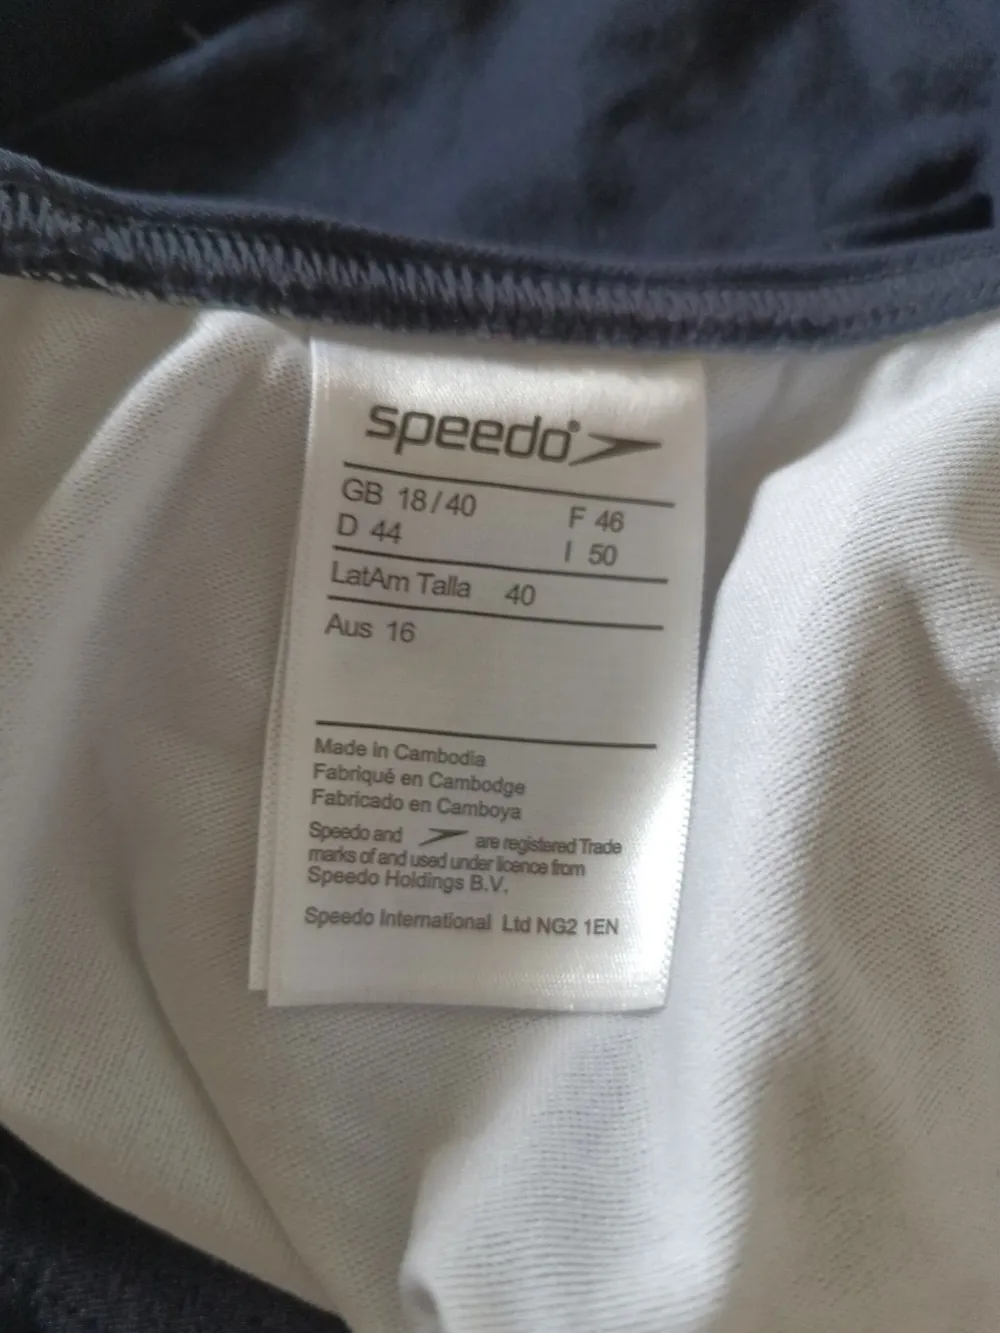 speedo®
GB 18/40 F 46
D 44 I 50
LatAm Talla 40
Aus 16
Made in Cambodia
Fabriqué en Cambodge
Fabricado en Camboya
Speedo and are registered Trade
marks of and used under licence from
Speedo Holdings B.V.
Speedo International Ltd NG2 1EN